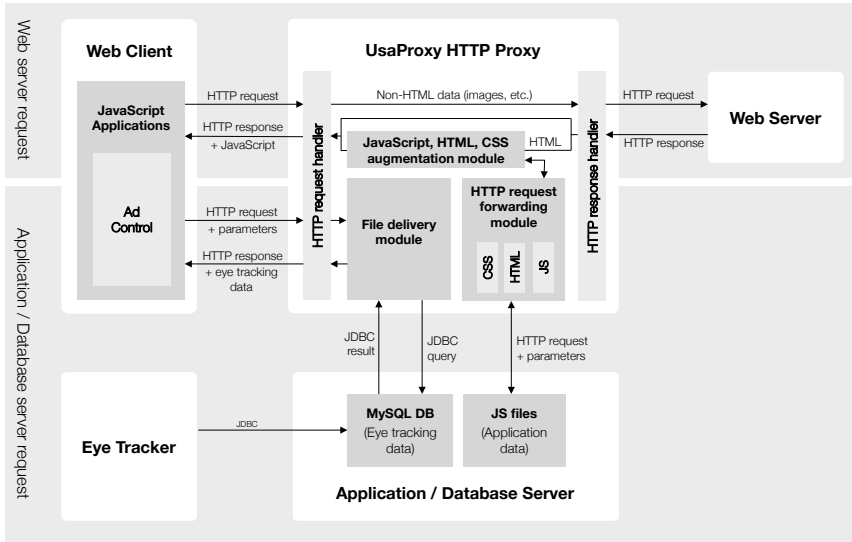 Web server request
Web Client
UsaProxy HTTP Proxy
JavaScript
Applications
HTTP request
Non-HTML data (images, etc.)
HTTP request
HTTP response
+ JavaScript
HTTP request handler
JavaScript, HTML, CSS
augmentation module
HTML
HTTP response handler
HTTP response
Web Server
Application / Database server request
Ad
Control
HTTP request
+ parameters
File delivery
module
HTTP request
forwarding
module
CSS
HTML
JS
HTTP response
+ eye tracking
data
JDBC
result
JDBC
query
HTTP request
+ parameters
Eye Tracker
JDBC
MySQL DB
(Eye tracking
data)
JS files
(Application
data)
Application / Database Server